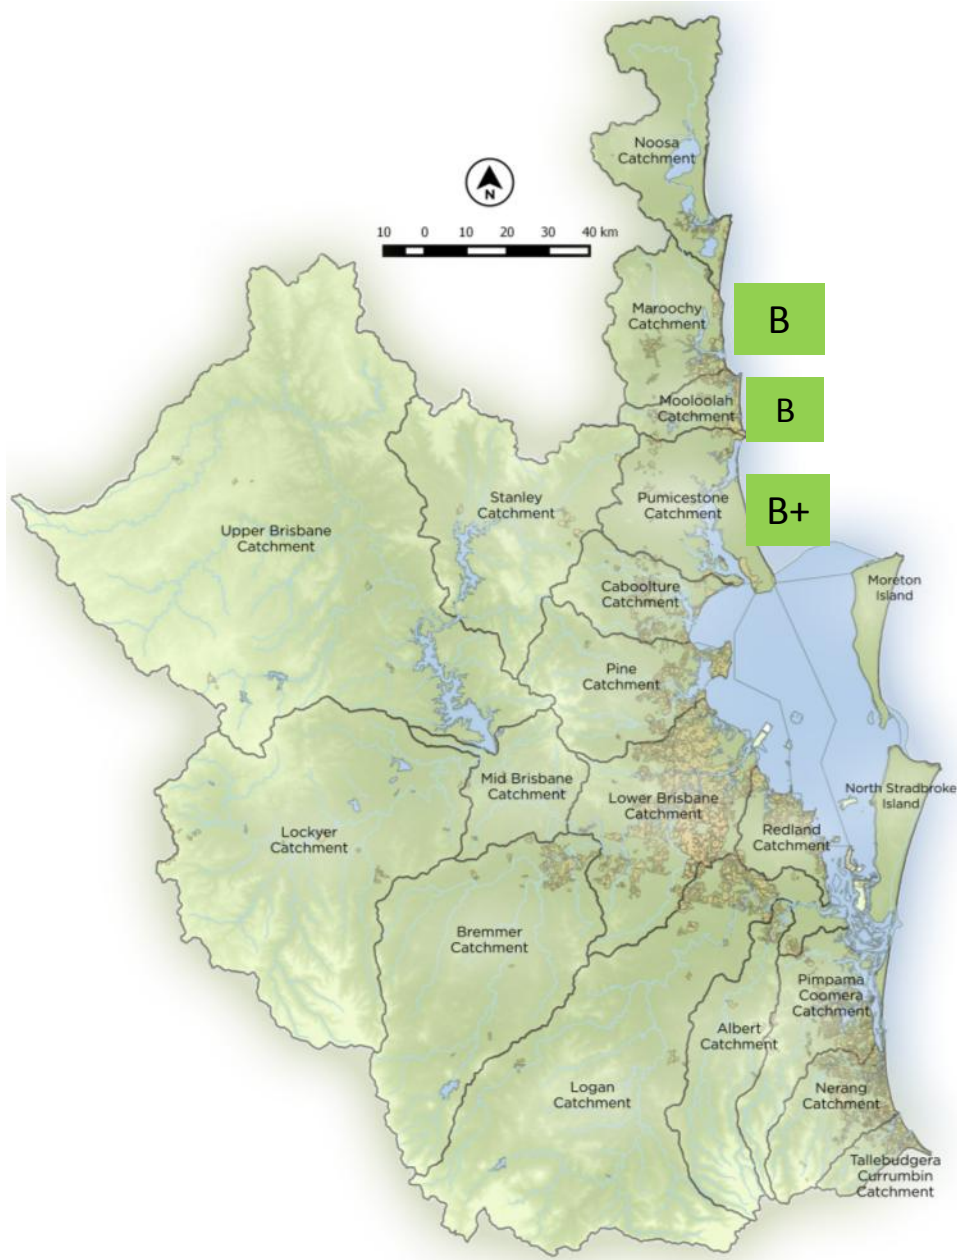 Noosa
Catchment
N
10 0 10 20 30 40 km
Maroochy
Catchment
B
Mooloolah
Catchment
B
Stanley
Catchment
Pumicestone
Catchment
B+
Upper Brisbane
Catchment
Caboolture
Catchment
Moreton
Island
Pine
Catchment
Mid Brisbane
Catchment
Lower Brisbane
Catchment
North Stradbroke
Island
Lockyer
Catchment
Redland
Catchment
Bremmer
Catchment
Pimpama
Coomera
Catchment
Albert
Catchment
Logan
Catchment
Nerang
Catchment
Tallebudgera
Currumbin
Catchment